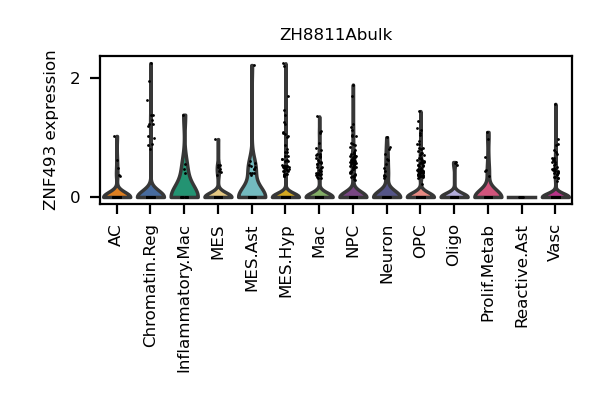 ZH8811Abulk
ZNF493 expression
2
0
AC
Chromatin.Reg
Inflammatory.Mac
MES
MES.Ast
MES.Hyp
Mac
NPC
Neuron
OPC
Oligo
Prolif.Metab
Reactive.Ast
Vasc